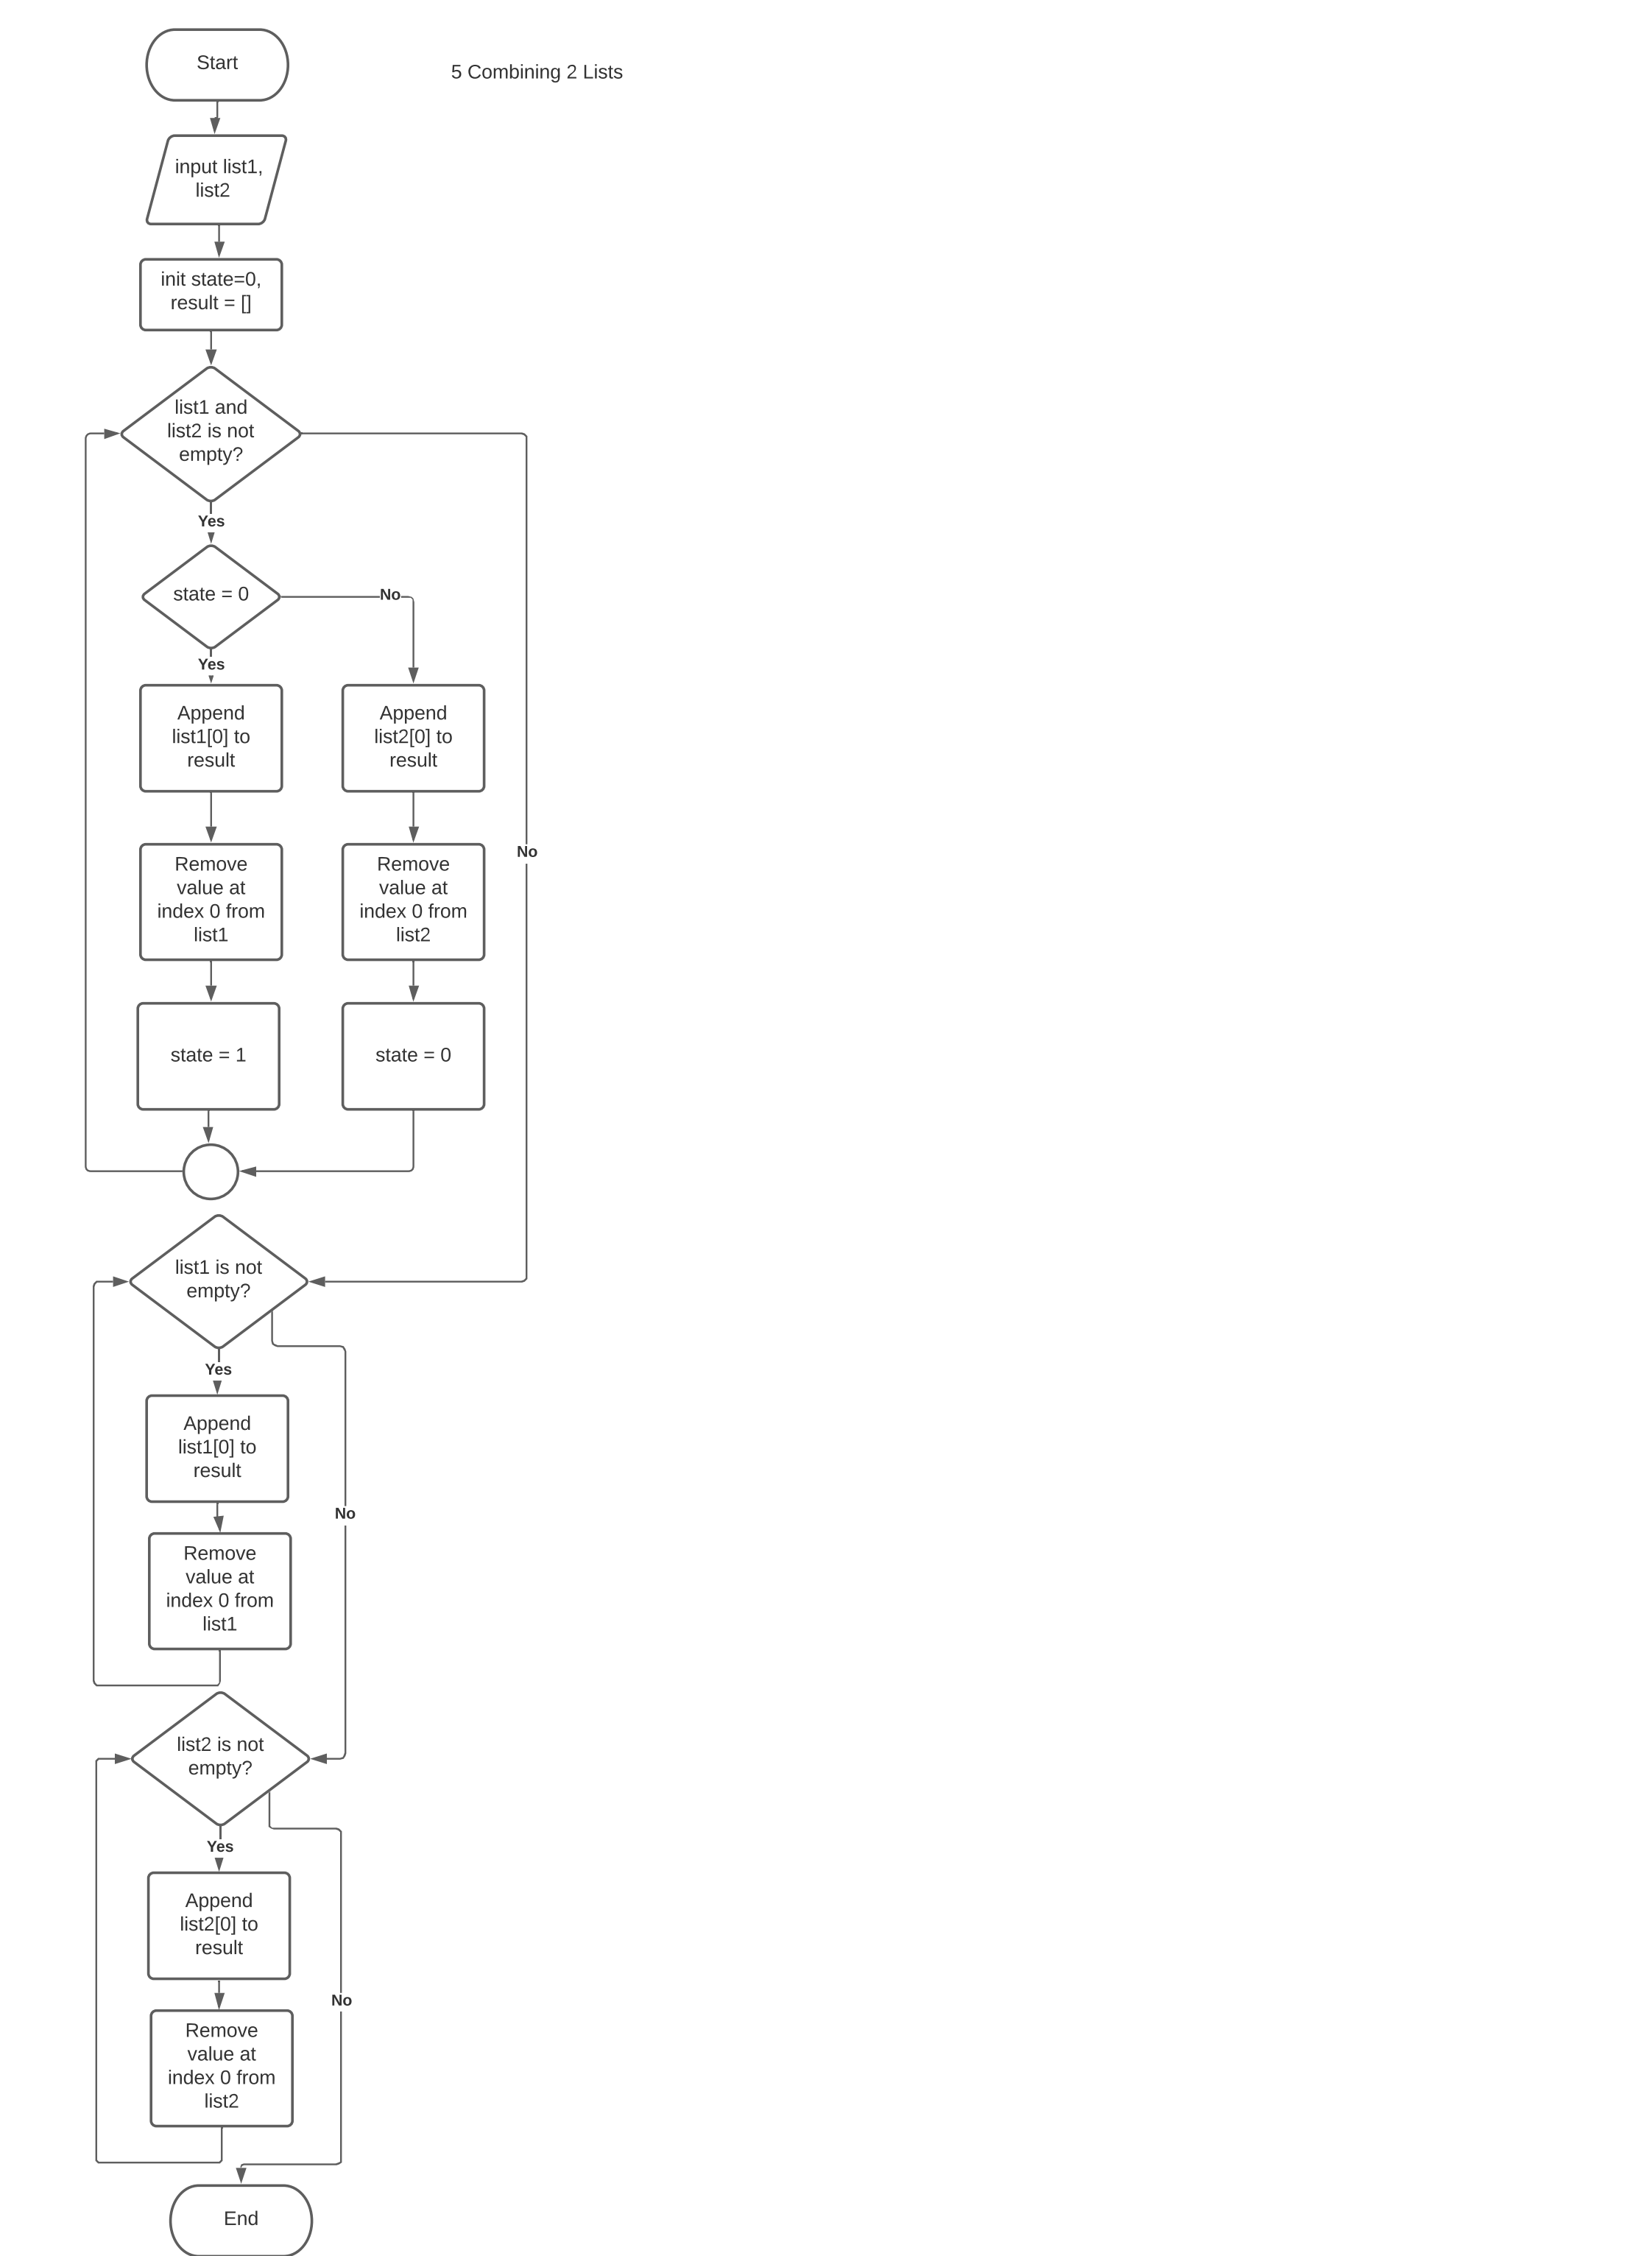 Start
5 Combining 2 Lists
input list1,
list2
init state=0,
result = []
list1 and
list2 is not
empty?
Yes
state = 0
No
Yes
Append
list1[0] to
result
Append
list2[0] to
result
No
Remove
value at
index 0 from
list1
Remove
value at
index 0 from
list2
state = 1
state = 0
list1 is not
empty?
Yes
Append
list1[0] to
result
No
Remove
value at
index 0 from
list1
list2 is not
empty?
Yes
Append
list2[0] to
result
No
Remove
value at
index 0 from
list2
End